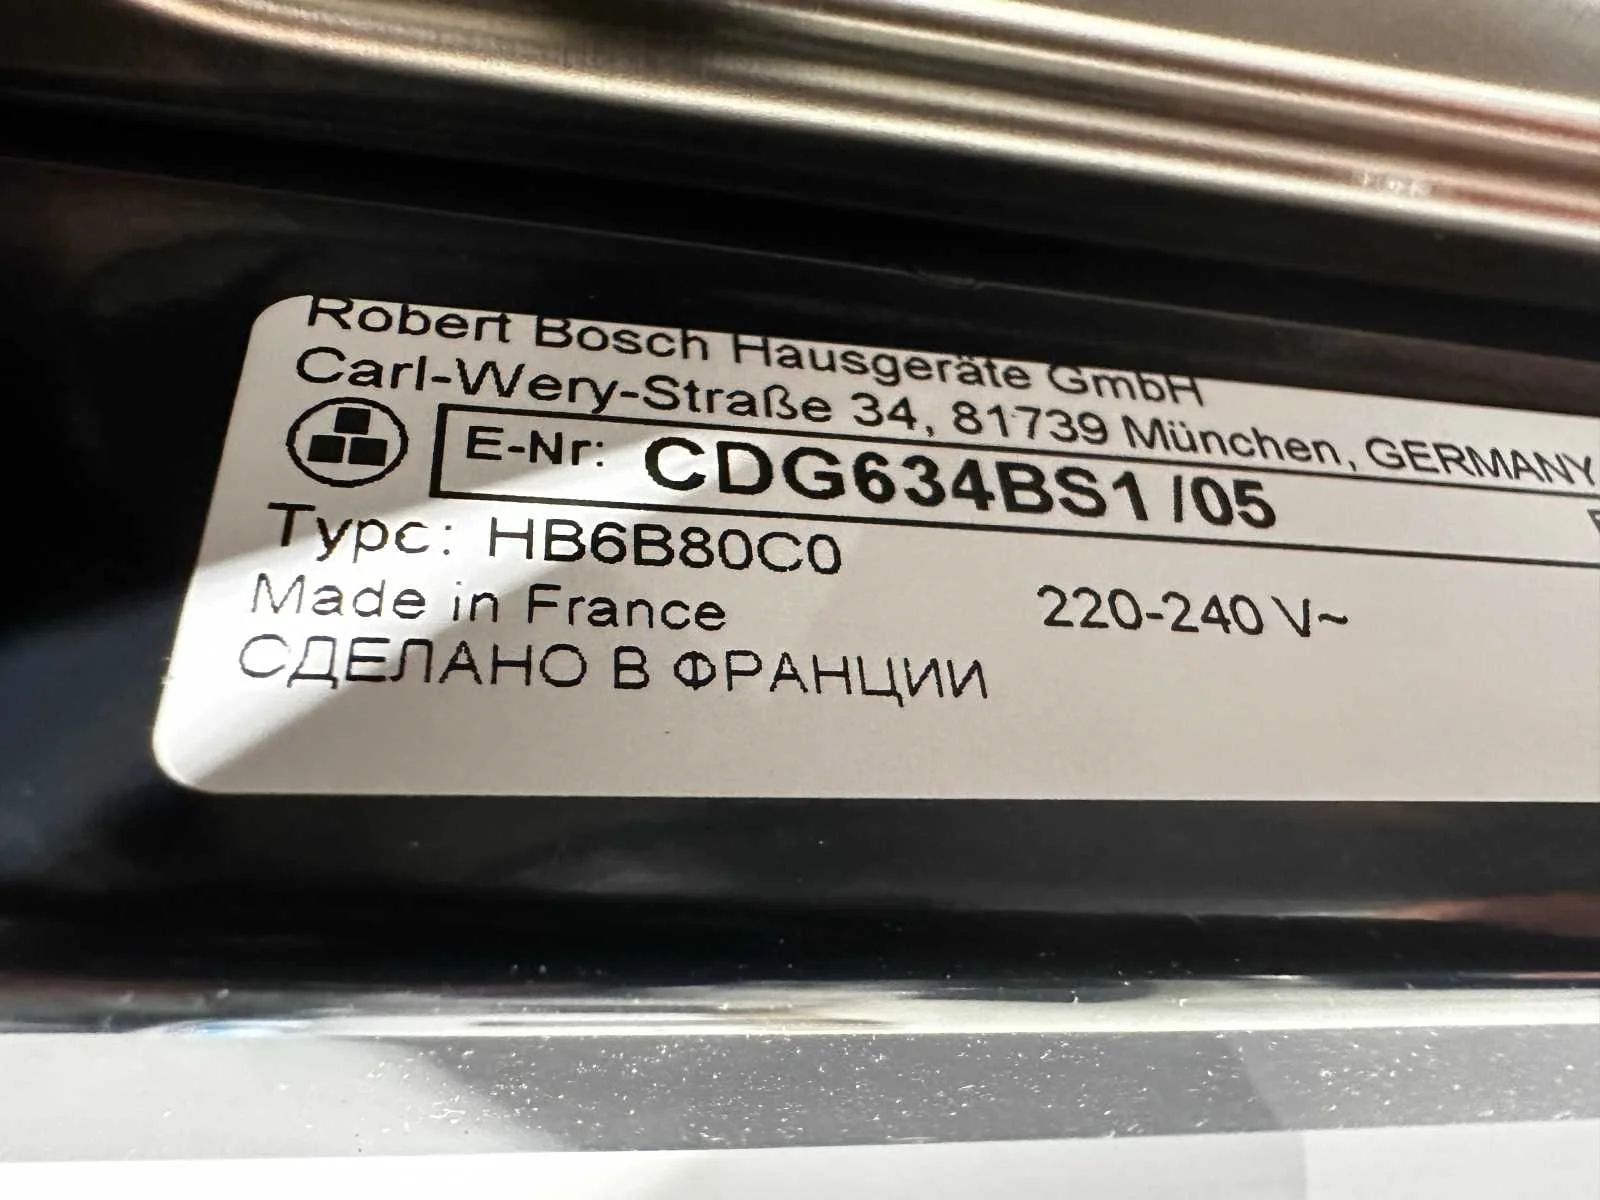 Robert Bosch Hausgeräte GmbH
Carl-Wery-Straße 34, 81739 München, GERMANY
E-Nr: CDG634BS1 /05
Type: HB6B80C0
Made in France 220-240 V~
СДЕЛАНО В ФРАНЦИИ